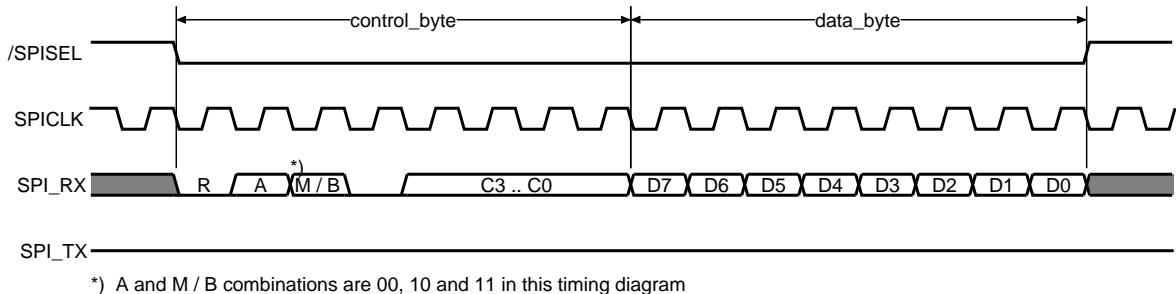 control_byte data_byte
/SPISEL
SPICLK
*)
SPI_RX R A M / B C3 .. C0 D7 D6 D5 D4 D3 D2 D1 D0
SPI_TX
*) A and M / B combinations are 00, 10 and 11 in this timing diagram